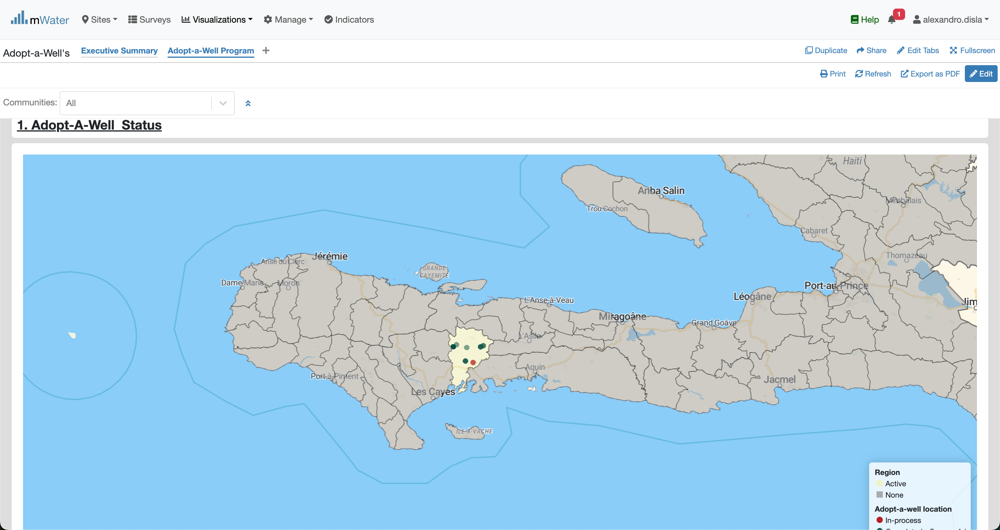 mWater Sites Surveys Visualizations Manage Indicators Help 1 alexandro.disla
Adopt-a-Well's Executive Summary Adopt-a-Well Program + Duplicate Share Edit Tabs Fullscreen
Print Refresh Export as PDF Edit
Communities: All
1. Adopt-A-Well Status
Haiti
Anba Salin
Mirebalais
Trou Cochon
Cabaret
Jérémie
Thomazeau
Anse du Clerc
GRANDE
CAYEMITE
Dame-Marie
Moron
Port-au-Prince
Léogâne
L'Anse-à-Veau
Jim
Miragoâne
Grand Goâve
L'Asile
Aquin
Port-à-Piment
Jacmel
Les Cayes
ÎLE-À-VACHE
Region
Active
None
Adopt-a-well location
In-process